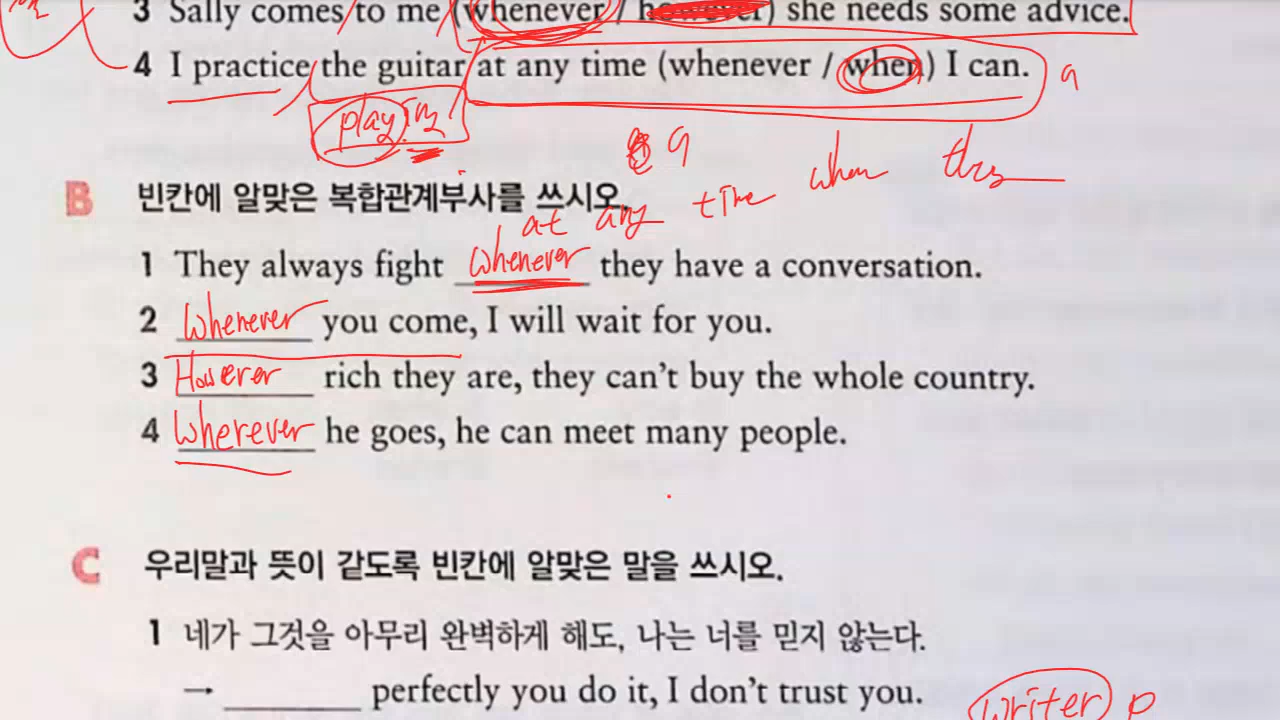 3 Sally comes to me (whenever / however) she needs some advice.
4 I practice the guitar at any time (whenever / when) I can. 9
playing
9
B 빈칸에 알맞은 복합관계부사를 쓰시오.
at any time when they
1 They always fight whenever they have a conversation.
2 Whenever you come, I will wait for you.
3 However rich they are, they can't buy the whole country.
4 Wherever he goes, he can meet many people.
C 우리말과 뜻이 같도록 빈칸에 알맞은 말을 쓰시오.
1 네가 그것을 아무리 완벽하게 해도, 나는 너를 믿지 않는다.
→ ________ perfectly you do it, I don't trust you.
writer p